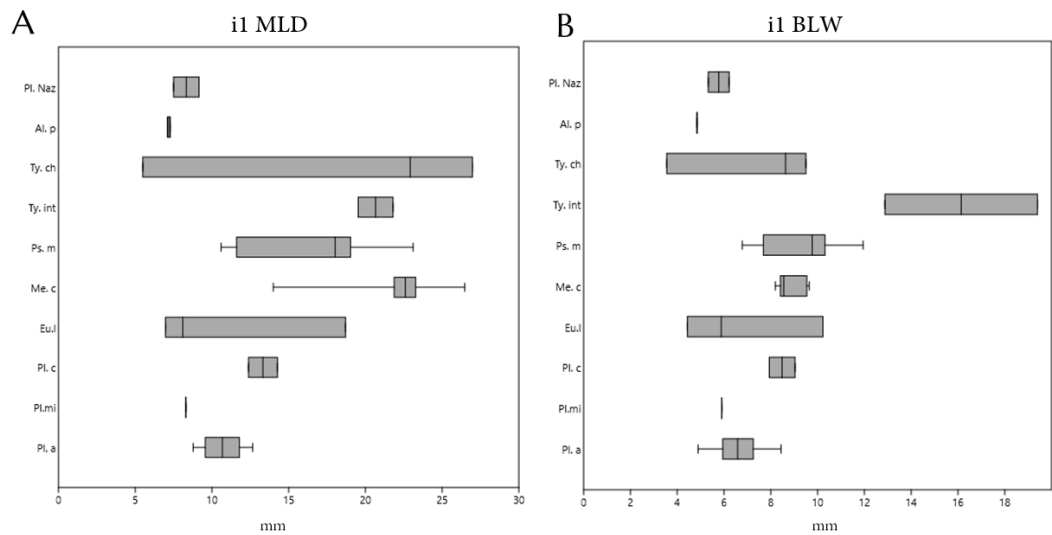 A
i1 MLD
Pl. Naz
Al. p
Ty. ch
Ty. int
Ps. m
Me. c
Eu.l
Pl. c
Pl.mi
Pl. a
0 5 10 15 20 25 30
mm
B
i1 BLW
Pl. Naz
Al. p
Ty. ch
Ty. int
Ps. m
Me. c
Eu.l
Pl. c
Pl.mi
Pl. a
0 2 4 6 8 10 12 14 16 18
mm